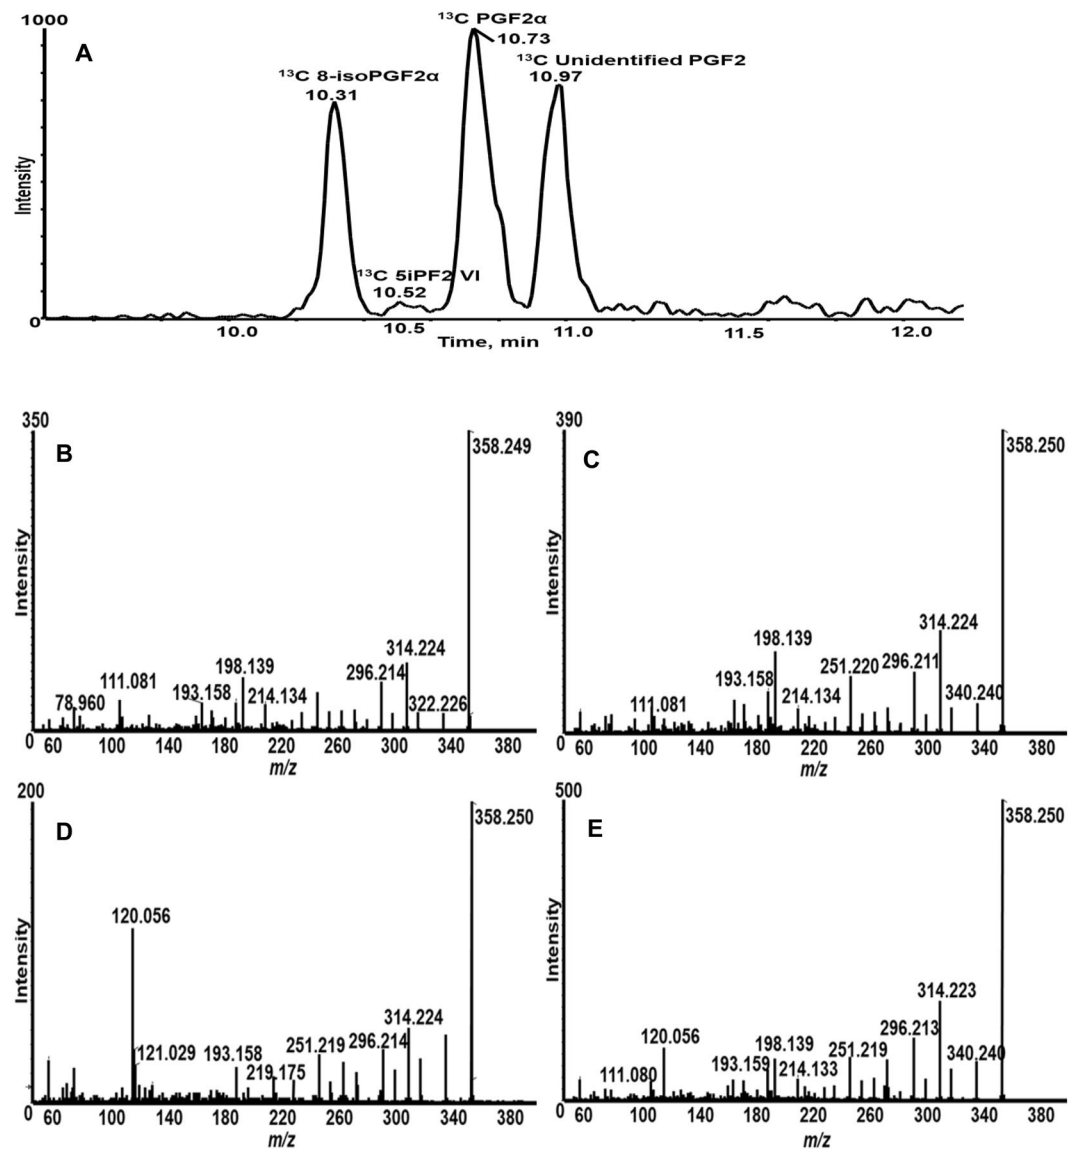 1000
A
¹³C PGF2α
10.73
¹³C Unidentified PGF2
10.97
¹³C 8-isoPGF2α
10.31
¹³C 5iPF2 VI
10.52
Intensity
0
10.0 10.5 11.0 11.5 12.0
Time, min
350
B
358.249
314.224
296.214
322.226
198.139
193.158
214.134
111.081
78.960
Intensity
0 60 100 140 180 220 260 300 340 380
m/z
390
C
358.250
314.224
198.139
296.211
251.220
193.158
214.134
340.240
111.081
Intensity
0 60 100 140 180 220 260 300 340 380
m/z
200
D
358.250
120.056
314.224
296.214
251.219
121.029
193.158
219.175
Intensity
0 60 100 140 180 220 260 300 340 380
m/z
500
E
358.250
314.223
296.213
120.056
198.139
251.219
340.240
193.159
214.133
111.080
Intensity
0 60 100 140 180 220 260 300 340 380
m/z